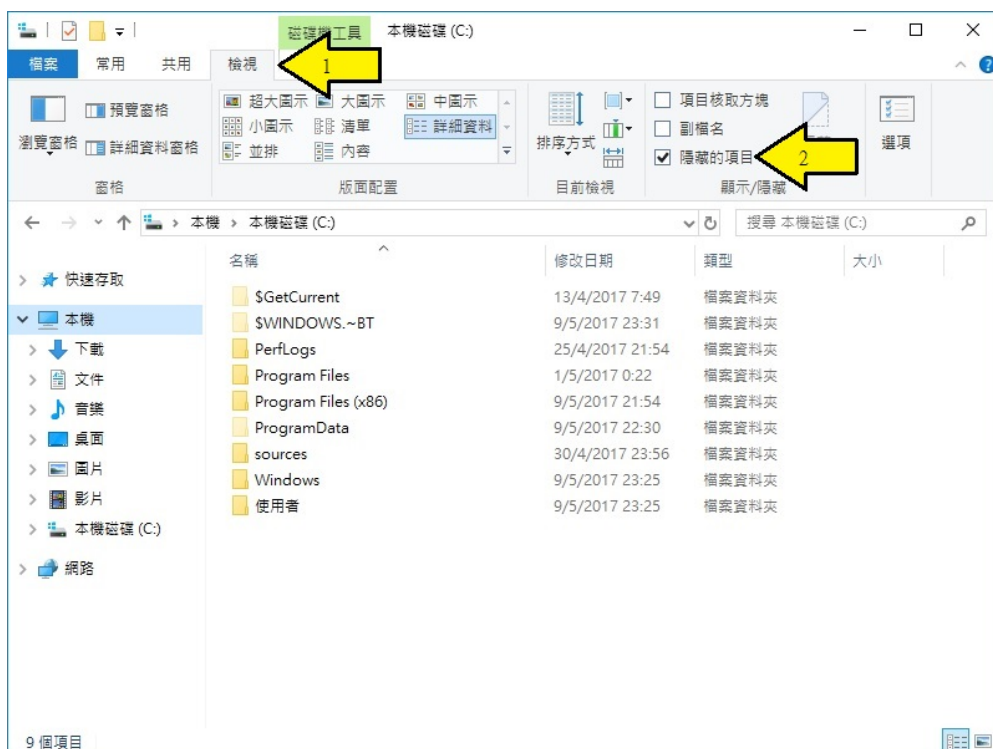 磁碟機工具 本機磁碟 (C:)
檔案 常用 共用 檢視 1
超大圖示 大圖示 中圖示 項目核取方塊
預覽窗格 小圖示 清單 詳細資料 副檔名
瀏覽窗格 詳細資料窗格 並排 內容 排序方式 隱藏的項目 2 選項
窗格 版面配置 目前檢視 顯示/隱藏
本機 本機磁碟 (C:) 搜尋 本機磁碟 (C:)
名稱 修改日期 類型 大小
快速存取
本機
下載
文件
音樂
桌面
圖片
影片
本機磁碟 (C:)
網路
$GetCurrent 13/4/2017 7:49 檔案資料夾
$WINDOWS.~BT 9/5/2017 23:31 檔案資料夾
PerfLogs 25/4/2017 21:54 檔案資料夾
Program Files 1/5/2017 0:22 檔案資料夾
Program Files (x86) 9/5/2017 21:54 檔案資料夾
ProgramData 9/5/2017 22:30 檔案資料夾
sources 30/4/2017 23:56 檔案資料夾
Windows 9/5/2017 23:25 檔案資料夾
使用者 9/5/2017 23:25 檔案資料夾
9 個項目